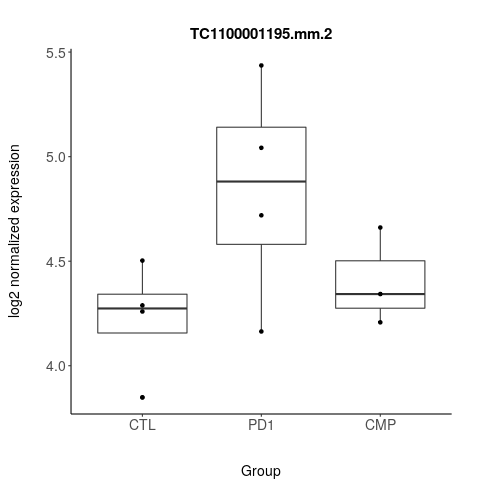 TC1100001195.mm.2
log2 normalized expression
5.5
5.0
4.5
4.0
CTL PD1 CMP
Group